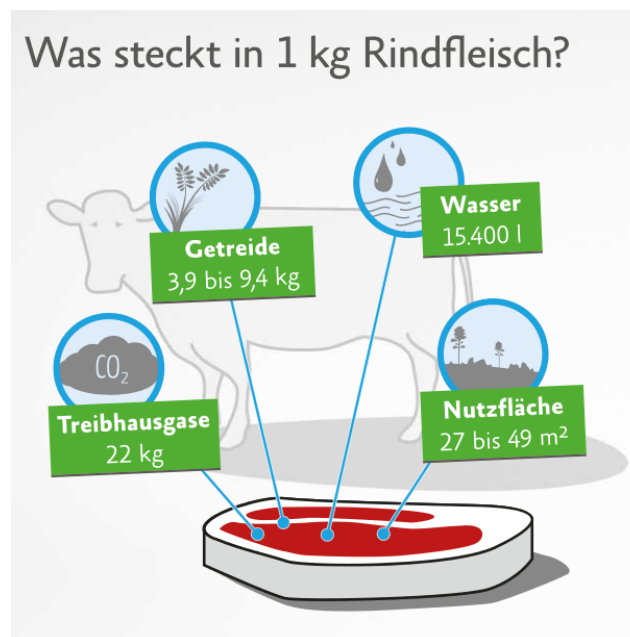 Was steckt in 1 kg Rindfleisch?
Getreide
3,9 bis 9,4 kg
Wasser
15.400 l
CO₂
Treibhausgase
22 kg
Nutzfläche
27 bis 49 m²